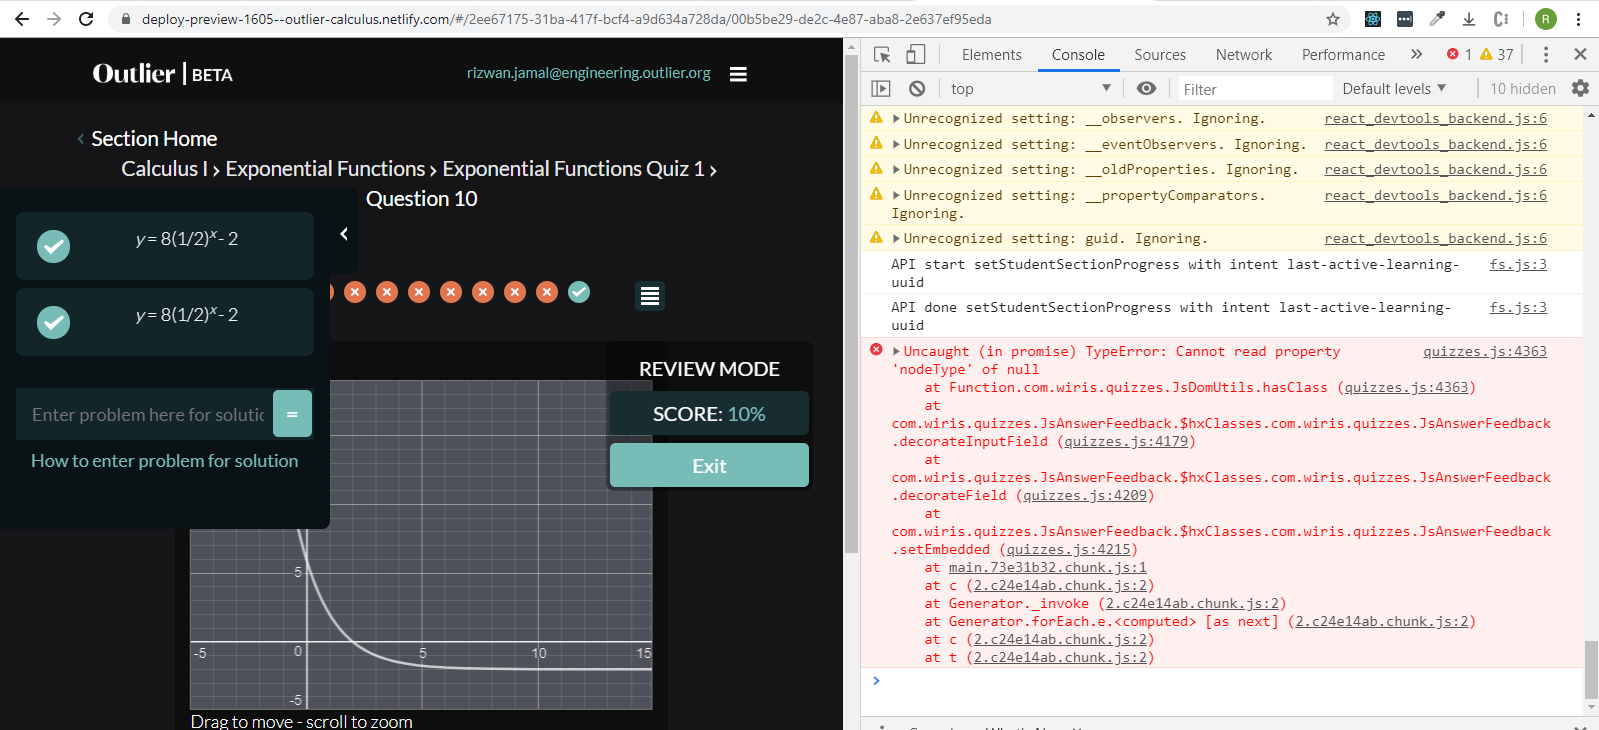 deploy-preview-1605--outlier-calculus.netlify.com/#/2ee67175-31ba-417f-bcf4-a9d634a728da/00b5be29-de2c-4e87-aba8-2e637ef95eda
R
Outlier | BETA
rizwan.jamal@engineering.outlier.org
‹ Section Home
Calculus I › Exponential Functions › Exponential Functions Quiz 1 ›
Question 10
y = 8(1/2)^x - 2
y = 8(1/2)^x - 2
Enter problem here for solutic
=
How to enter problem for solution
REVIEW MODE
SCORE: 10%
Exit
5
-5
0
5
10
15
-5
Drag to move - scroll to zoom
Elements Console Sources Network Performance » 1 37
top
Filter
Default levels ▼
10 hidden
Unrecognized setting: __observers. Ignoring. react_devtools_backend.js:6
Unrecognized setting: __eventObservers. Ignoring. react_devtools_backend.js:6
Unrecognized setting: __oldProperties. Ignoring. react_devtools_backend.js:6
Unrecognized setting: __propertyComparators. react_devtools_backend.js:6
Ignoring.
Unrecognized setting: guid. Ignoring. react_devtools_backend.js:6
API start setStudentSectionProgress with intent last-active-learning- fs.js:3
uuid
API done setStudentSectionProgress with intent last-active-learning- fs.js:3
uuid
Uncaught (in promise) TypeError: Cannot read property quizzes.js:4363
'nodeType' of null
at Function.com.wiris.quizzes.JsDomUtils.hasClass (quizzes.js:4363)
at
com.wiris.quizzes.JsAnswerFeedback.$hxClasses.com.wiris.quizzes.JsAnswerFeedback
.decorateInputField (quizzes.js:4179)
at
com.wiris.quizzes.JsAnswerFeedback.$hxClasses.com.wiris.quizzes.JsAnswerFeedback
.decorateField (quizzes.js:4209)
at
com.wiris.quizzes.JsAnswerFeedback.$hxClasses.com.wiris.quizzes.JsAnswerFeedback
.setEmbedded (quizzes.js:4215)
at main.73e31b32.chunk.js:1
at c (2.c24e14ab.chunk.js:2)
at Generator._invoke (2.c24e14ab.chunk.js:2)
at Generator.forEach.e.<computed> [as next] (2.c24e14ab.chunk.js:2)
at c (2.c24e14ab.chunk.js:2)
at t (2.c24e14ab.chunk.js:2)